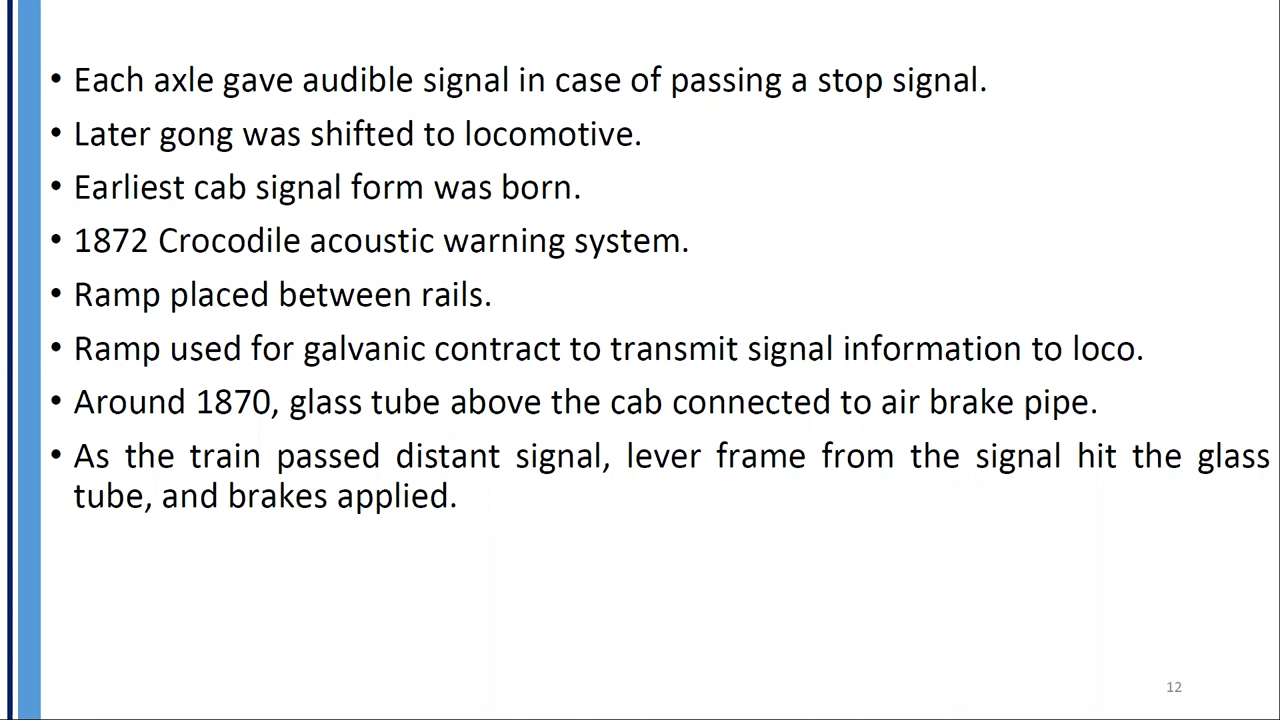 • Each axle gave audible signal in case of passing a stop signal.
• Later gong was shifted to locomotive.
• Earliest cab signal form was born.
• 1872 Crocodile acoustic warning system.
• Ramp placed between rails.
• Ramp used for galvanic contract to transmit signal information to loco.
• Around 1870, glass tube above the cab connected to air brake pipe.
• As the train passed distant signal, lever frame from the signal hit the glass
tube, and brakes applied.
12